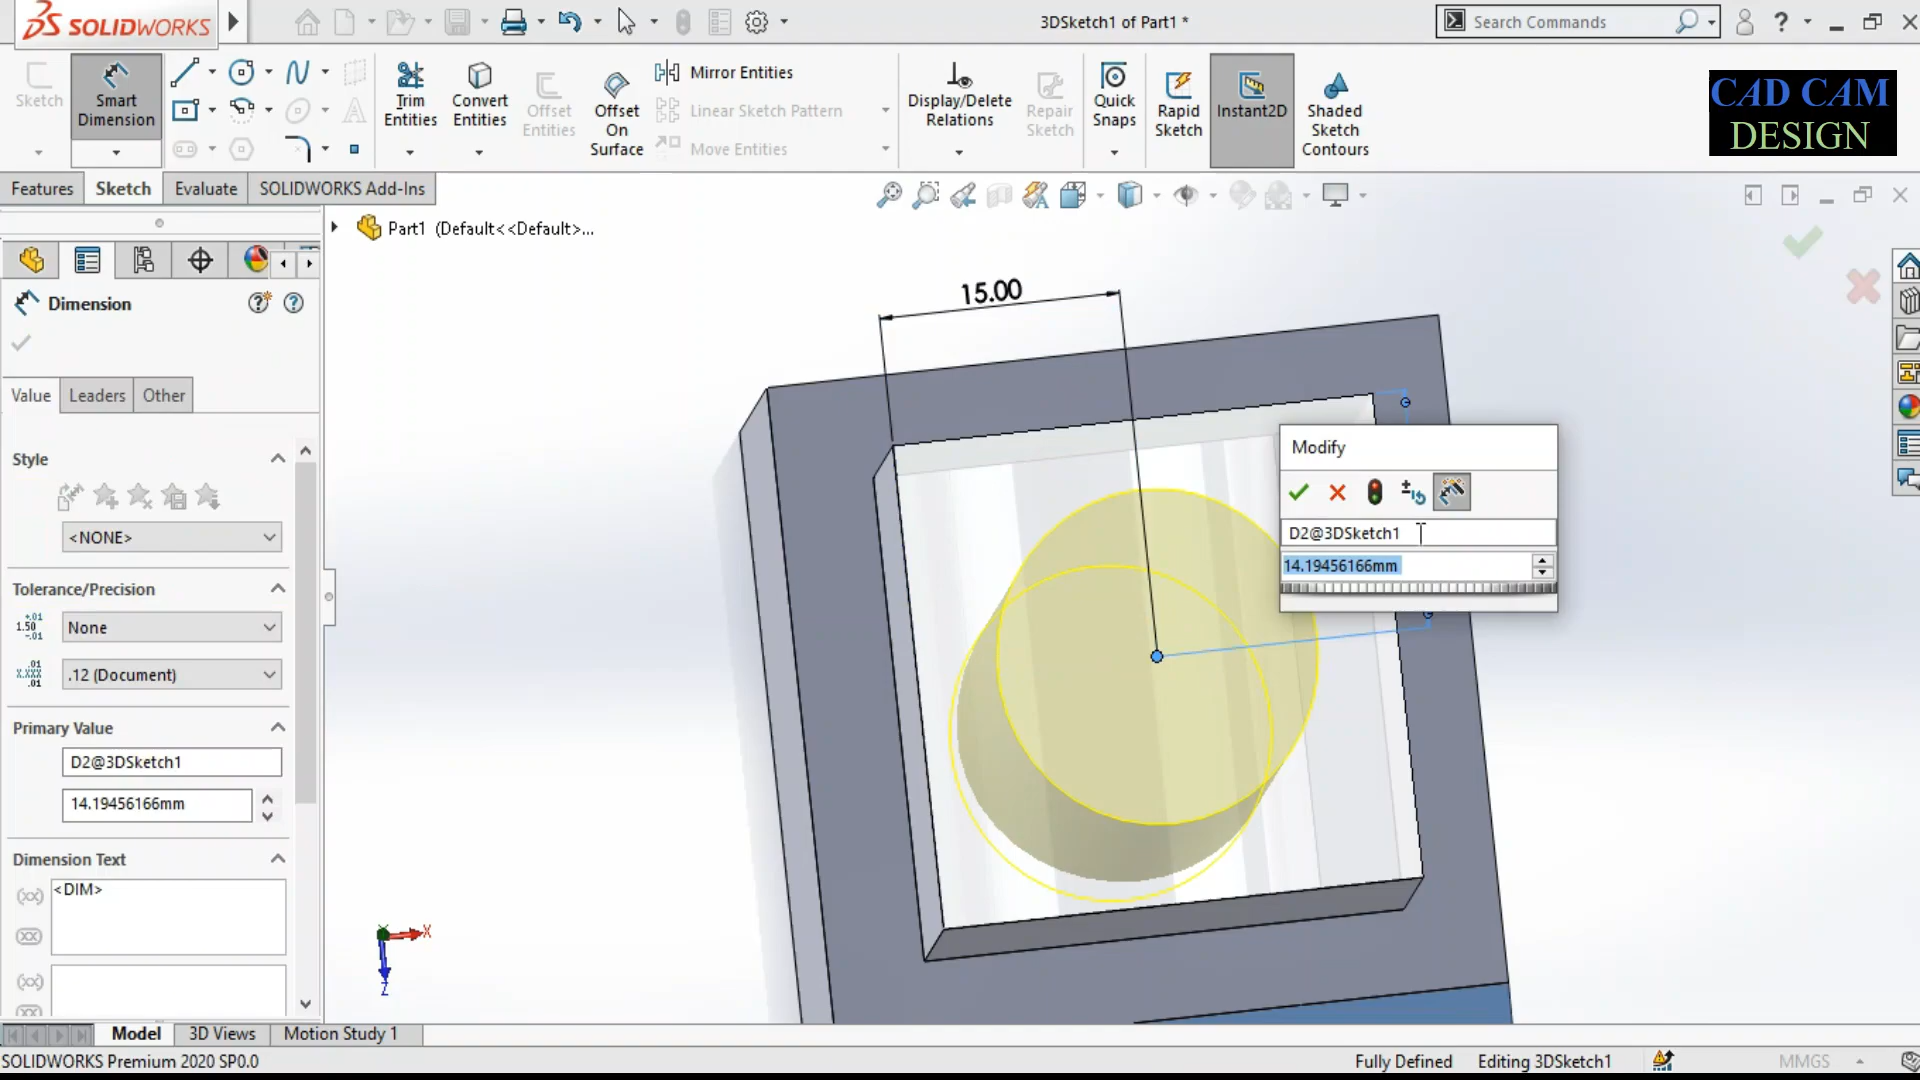 SOLIDWORKS
3DSketch1 of Part1 *
Search Commands
Sketch
Smart Dimension
Trim Entities
Convert Entities
Offset Entities
Offset On Surface
Mirror Entities
Linear Sketch Pattern
Move Entities
Display/Delete Relations
Repair Sketch
Quick Snaps
Rapid Sketch
Instant2D
Shaded Sketch Contours
CAD CAM
DESIGN
Features
Sketch
Evaluate
SOLIDWORKS Add-Ins
Part1 (Default<<Default>...
Dimension
Value
Leaders
Other
Style
<NONE>
Tolerance/Precision
None
.12 (Document)
Primary Value
D2@3DSketch1
14.19456166mm
Dimension Text
<DIM>
15.00
Modify
D2@3DSketch1
14.19456166mm
X
Z
Model
3D Views
Motion Study 1
SOLIDWORKS Premium 2020 SP0.0
Fully Defined
Editing 3DSketch1
MMGS